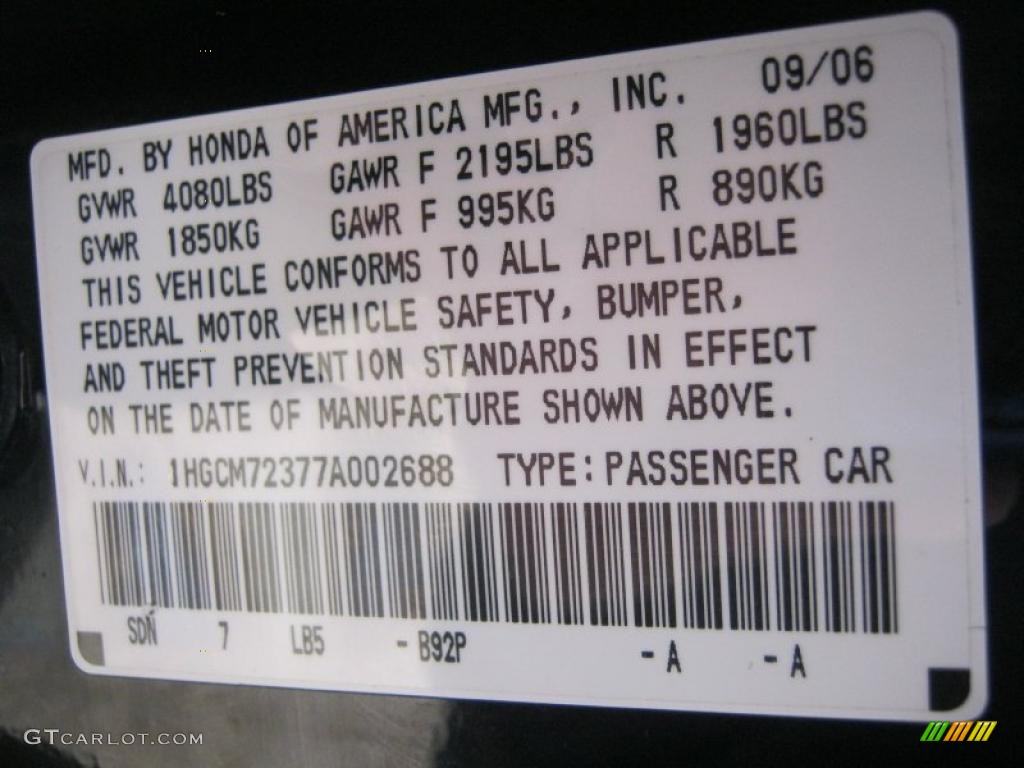 MFD. BY HONDA OF AMERICA MFG., INC. 09/06
GVWR 4080LBS GAWR F 2195LBS R 1960LBS
GVWR 1850KG GAWR F 995KG R 890KG
THIS VEHICLE CONFORMS TO ALL APPLICABLE
FEDERAL MOTOR VEHICLE SAFETY, BUMPER,
AND THEFT PREVENTION STANDARDS IN EFFECT
ON THE DATE OF MANUFACTURE SHOWN ABOVE.
V.I.N.: 1HGCM72377A002688 TYPE: PASSENGER CAR
SDN 7 LB5 - B92P - A - A
GTCARLOT.COM